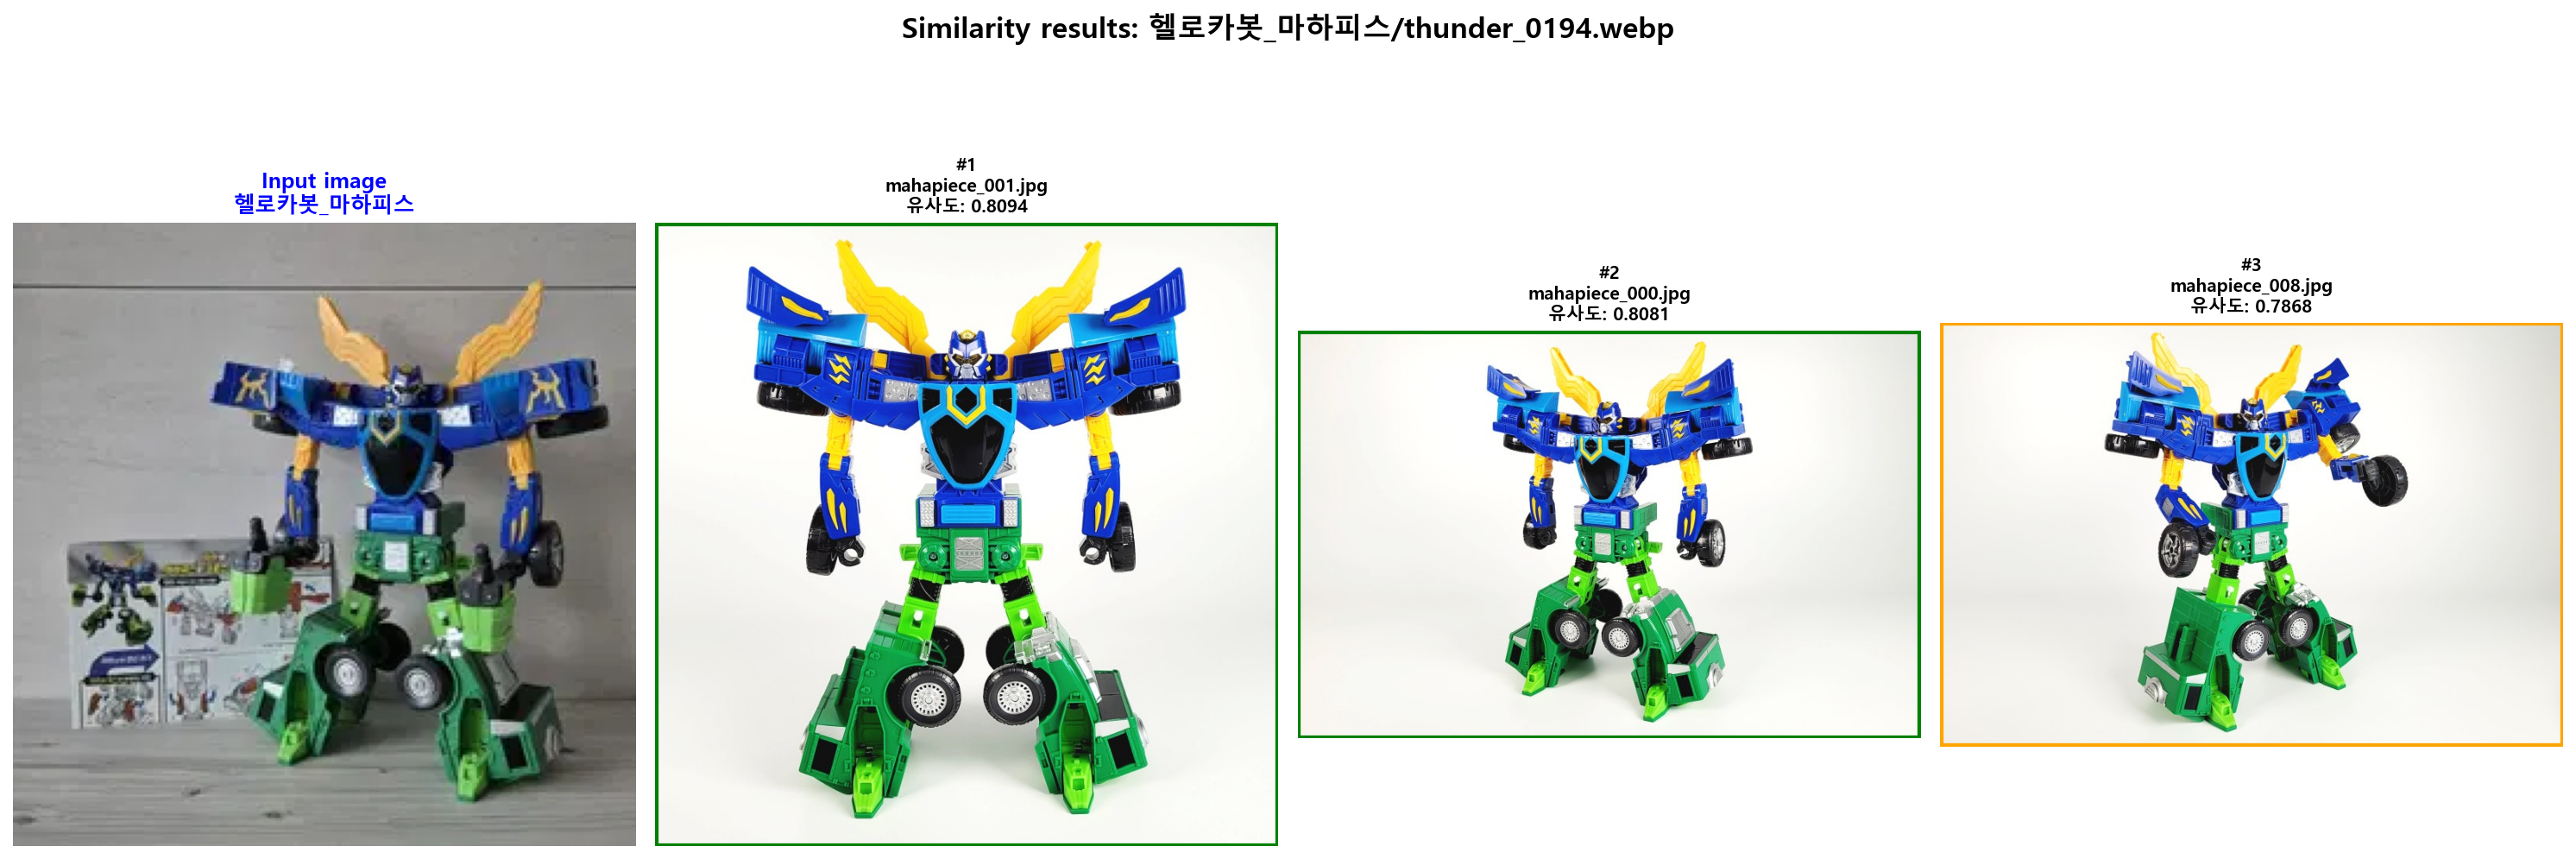 Similarity results: 헬로카봇_마하피스/thunder_0194.webp
Input image
헬로카봇_마하피스
#1
mahapiece_001.jpg
유사도: 0.8094
#2
mahapiece_000.jpg
유사도: 0.8081
#3
mahapiece_008.jpg
유사도: 0.7868